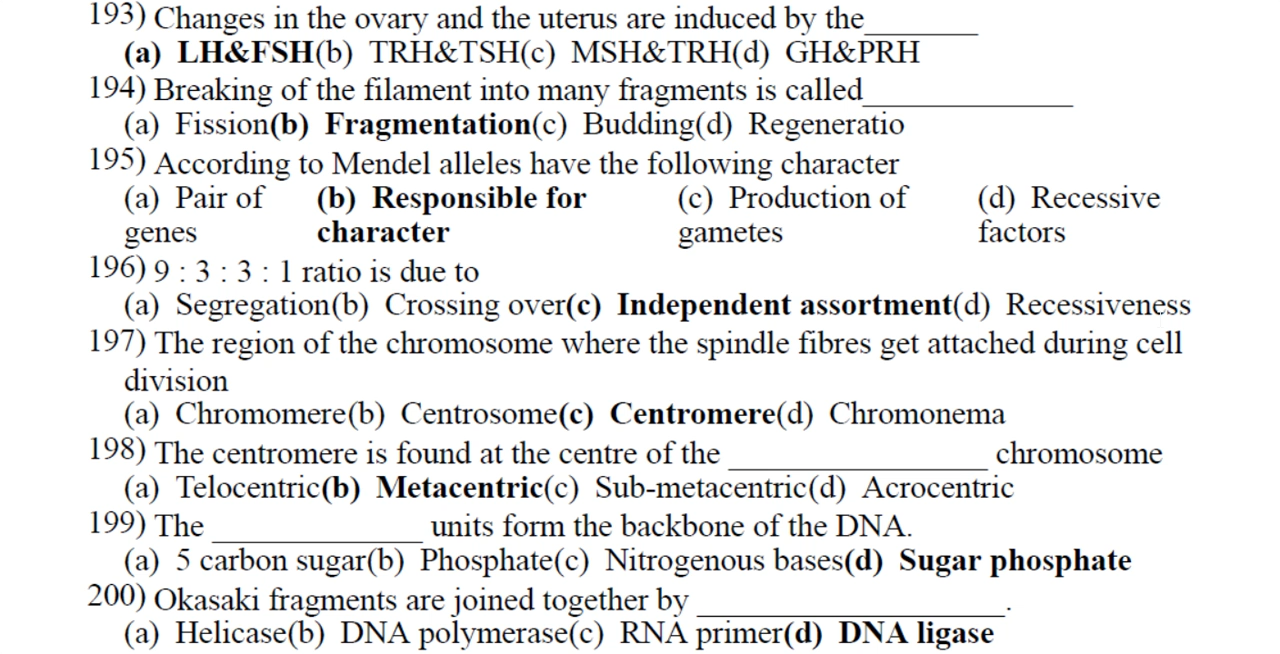 193) Changes in the ovary and the uterus are induced by the________
(a) LH&FSH(b) TRH&TSH(c) MSH&TRH(d) GH&PRH
194) Breaking of the filament into many fragments is called______________
(a) Fission(b) Fragmentation(c) Budding(d) Regeneratio
195) According to Mendel alleles have the following character
(a) Pair of (b) Responsible for (c) Production of (d) Recessive
genes character gametes factors
196) 9 : 3 : 3 : 1 ratio is due to
(a) Segregation(b) Crossing over(c) Independent assortment(d) Recessiveness
197) The region of the chromosome where the spindle fibres get attached during cell
division
(a) Chromomere(b) Centrosome(c) Centromere(d) Chromonema
198) The centromere is found at the centre of the _________________ chromosome
(a) Telocentric(b) Metacentric(c) Sub-metacentric(d) Acrocentric
199) The ______________ units form the backbone of the DNA.
(a) 5 carbon sugar(b) Phosphate(c) Nitrogenous bases(d) Sugar phosphate
200) Okasaki fragments are joined together by ____________________.
(a) Helicase(b) DNA polymerase(c) RNA primer(d) DNA ligase